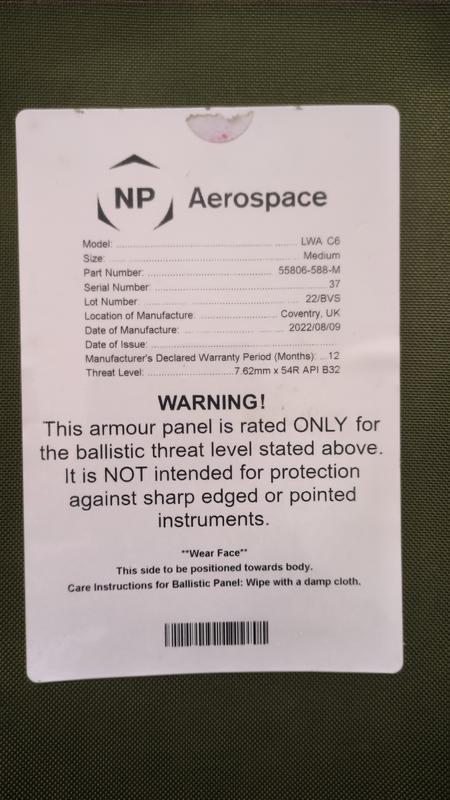 NP Aerospace
Model: ........ LWA C6
Size: ........ Medium
Part Number: ........ 55806-588-M
Serial Number: ........ 37
Lot Number ........ 22/BVS
Location of Manufacture ........ Coventry, UK
Date of Manufacture: ........ 2022/08/09
Date of Issue: ........
Manufacturer's Declared Warranty Period (Months): ...12
Threat Level: ........ 7.62mm x 54R API B32
WARNING!
This armour panel is rated ONLY for
the ballistic threat level stated above.
It is NOT intended for protection
against sharp edged or pointed
instruments.
**Wear Face**
This side to be positioned towards body.
Care Instructions for Ballistic Panel: Wipe with a damp cloth.